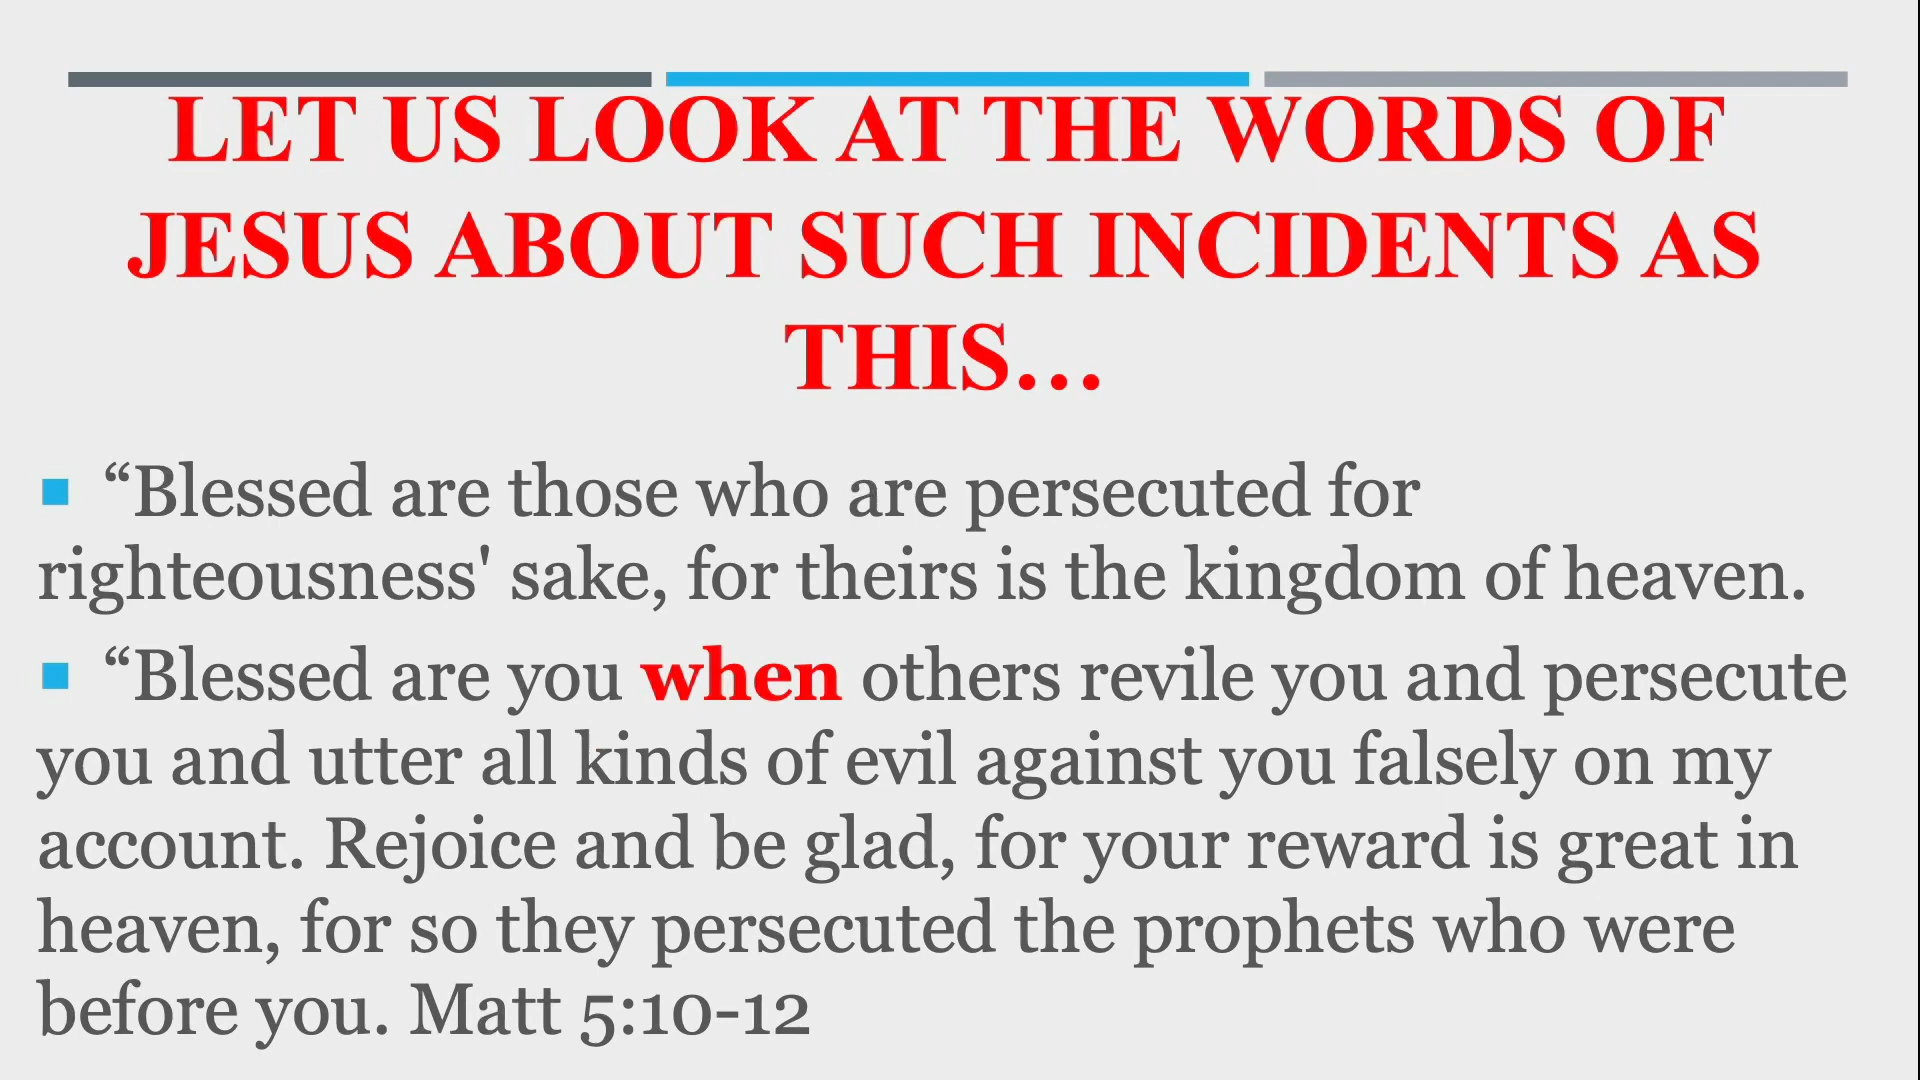 LET US LOOK AT THE WORDS OF
JESUS ABOUT SUCH INCIDENTS AS
THIS…
“Blessed are those who are persecuted for
righteousness' sake, for theirs is the kingdom of heaven.
“Blessed are you when others revile you and persecute
you and utter all kinds of evil against you falsely on my
account. Rejoice and be glad, for your reward is great in
heaven, for so they persecuted the prophets who were
before you. Matt 5:10-12